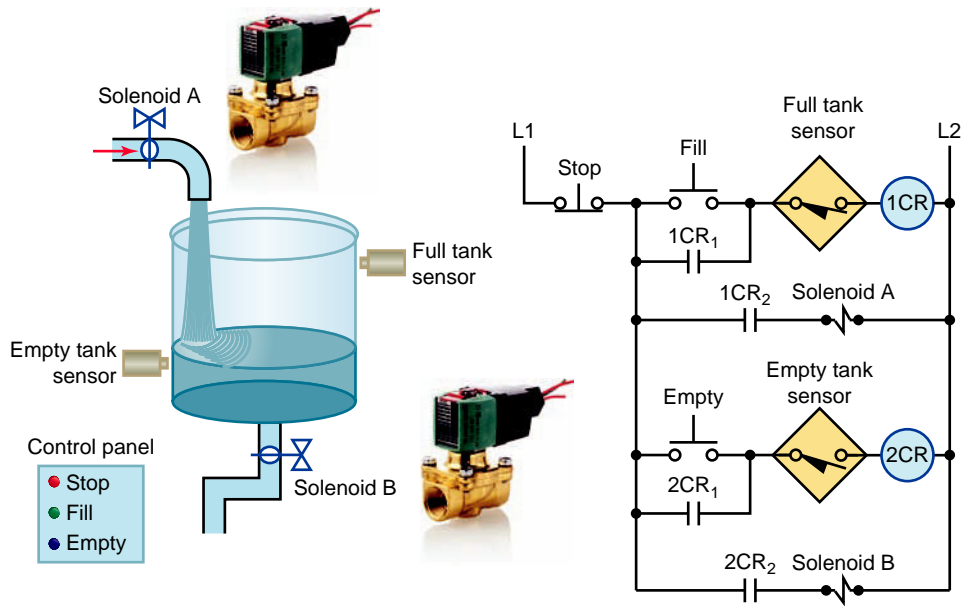 Solenoid A
Full tank
sensor
Empty tank
sensor
Control panel
Stop
Fill
Empty
Solenoid B
L1
Stop
Fill
Full tank
sensor
L2
1CR
1CR₁
1CR₂
Solenoid A
Empty
Empty tank
sensor
2CR
2CR₁
2CR₂
Solenoid B